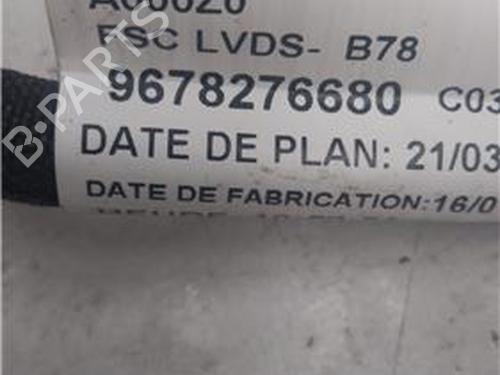 FSC LVDS- B78
9678276680 C03
DATE DE PLAN: 21/03
DATE DE FABRICATION:16/0
B-PARTS